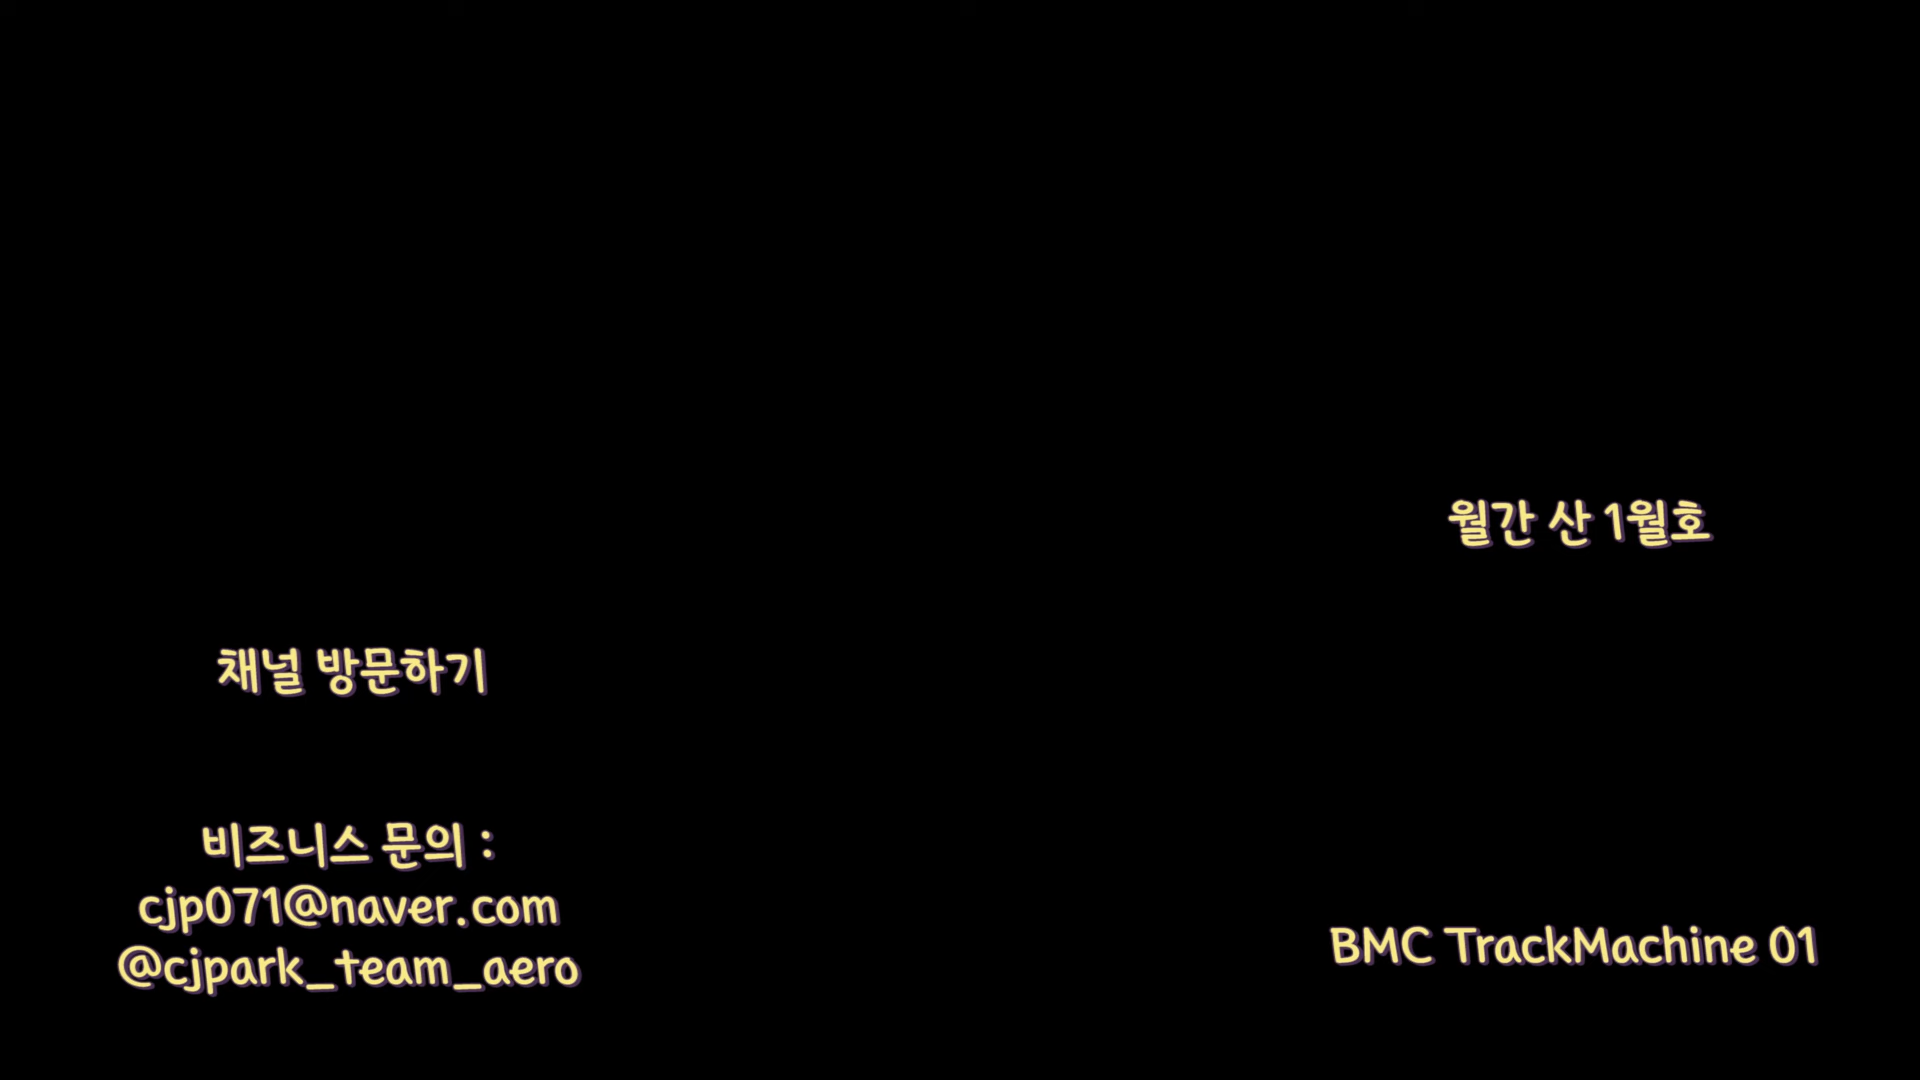 월간 산 1월호
채널 방문하기
비즈니스 문의 :
cjp071@naver.com
@cjpark_team_aero
BMC TrackMachine 01